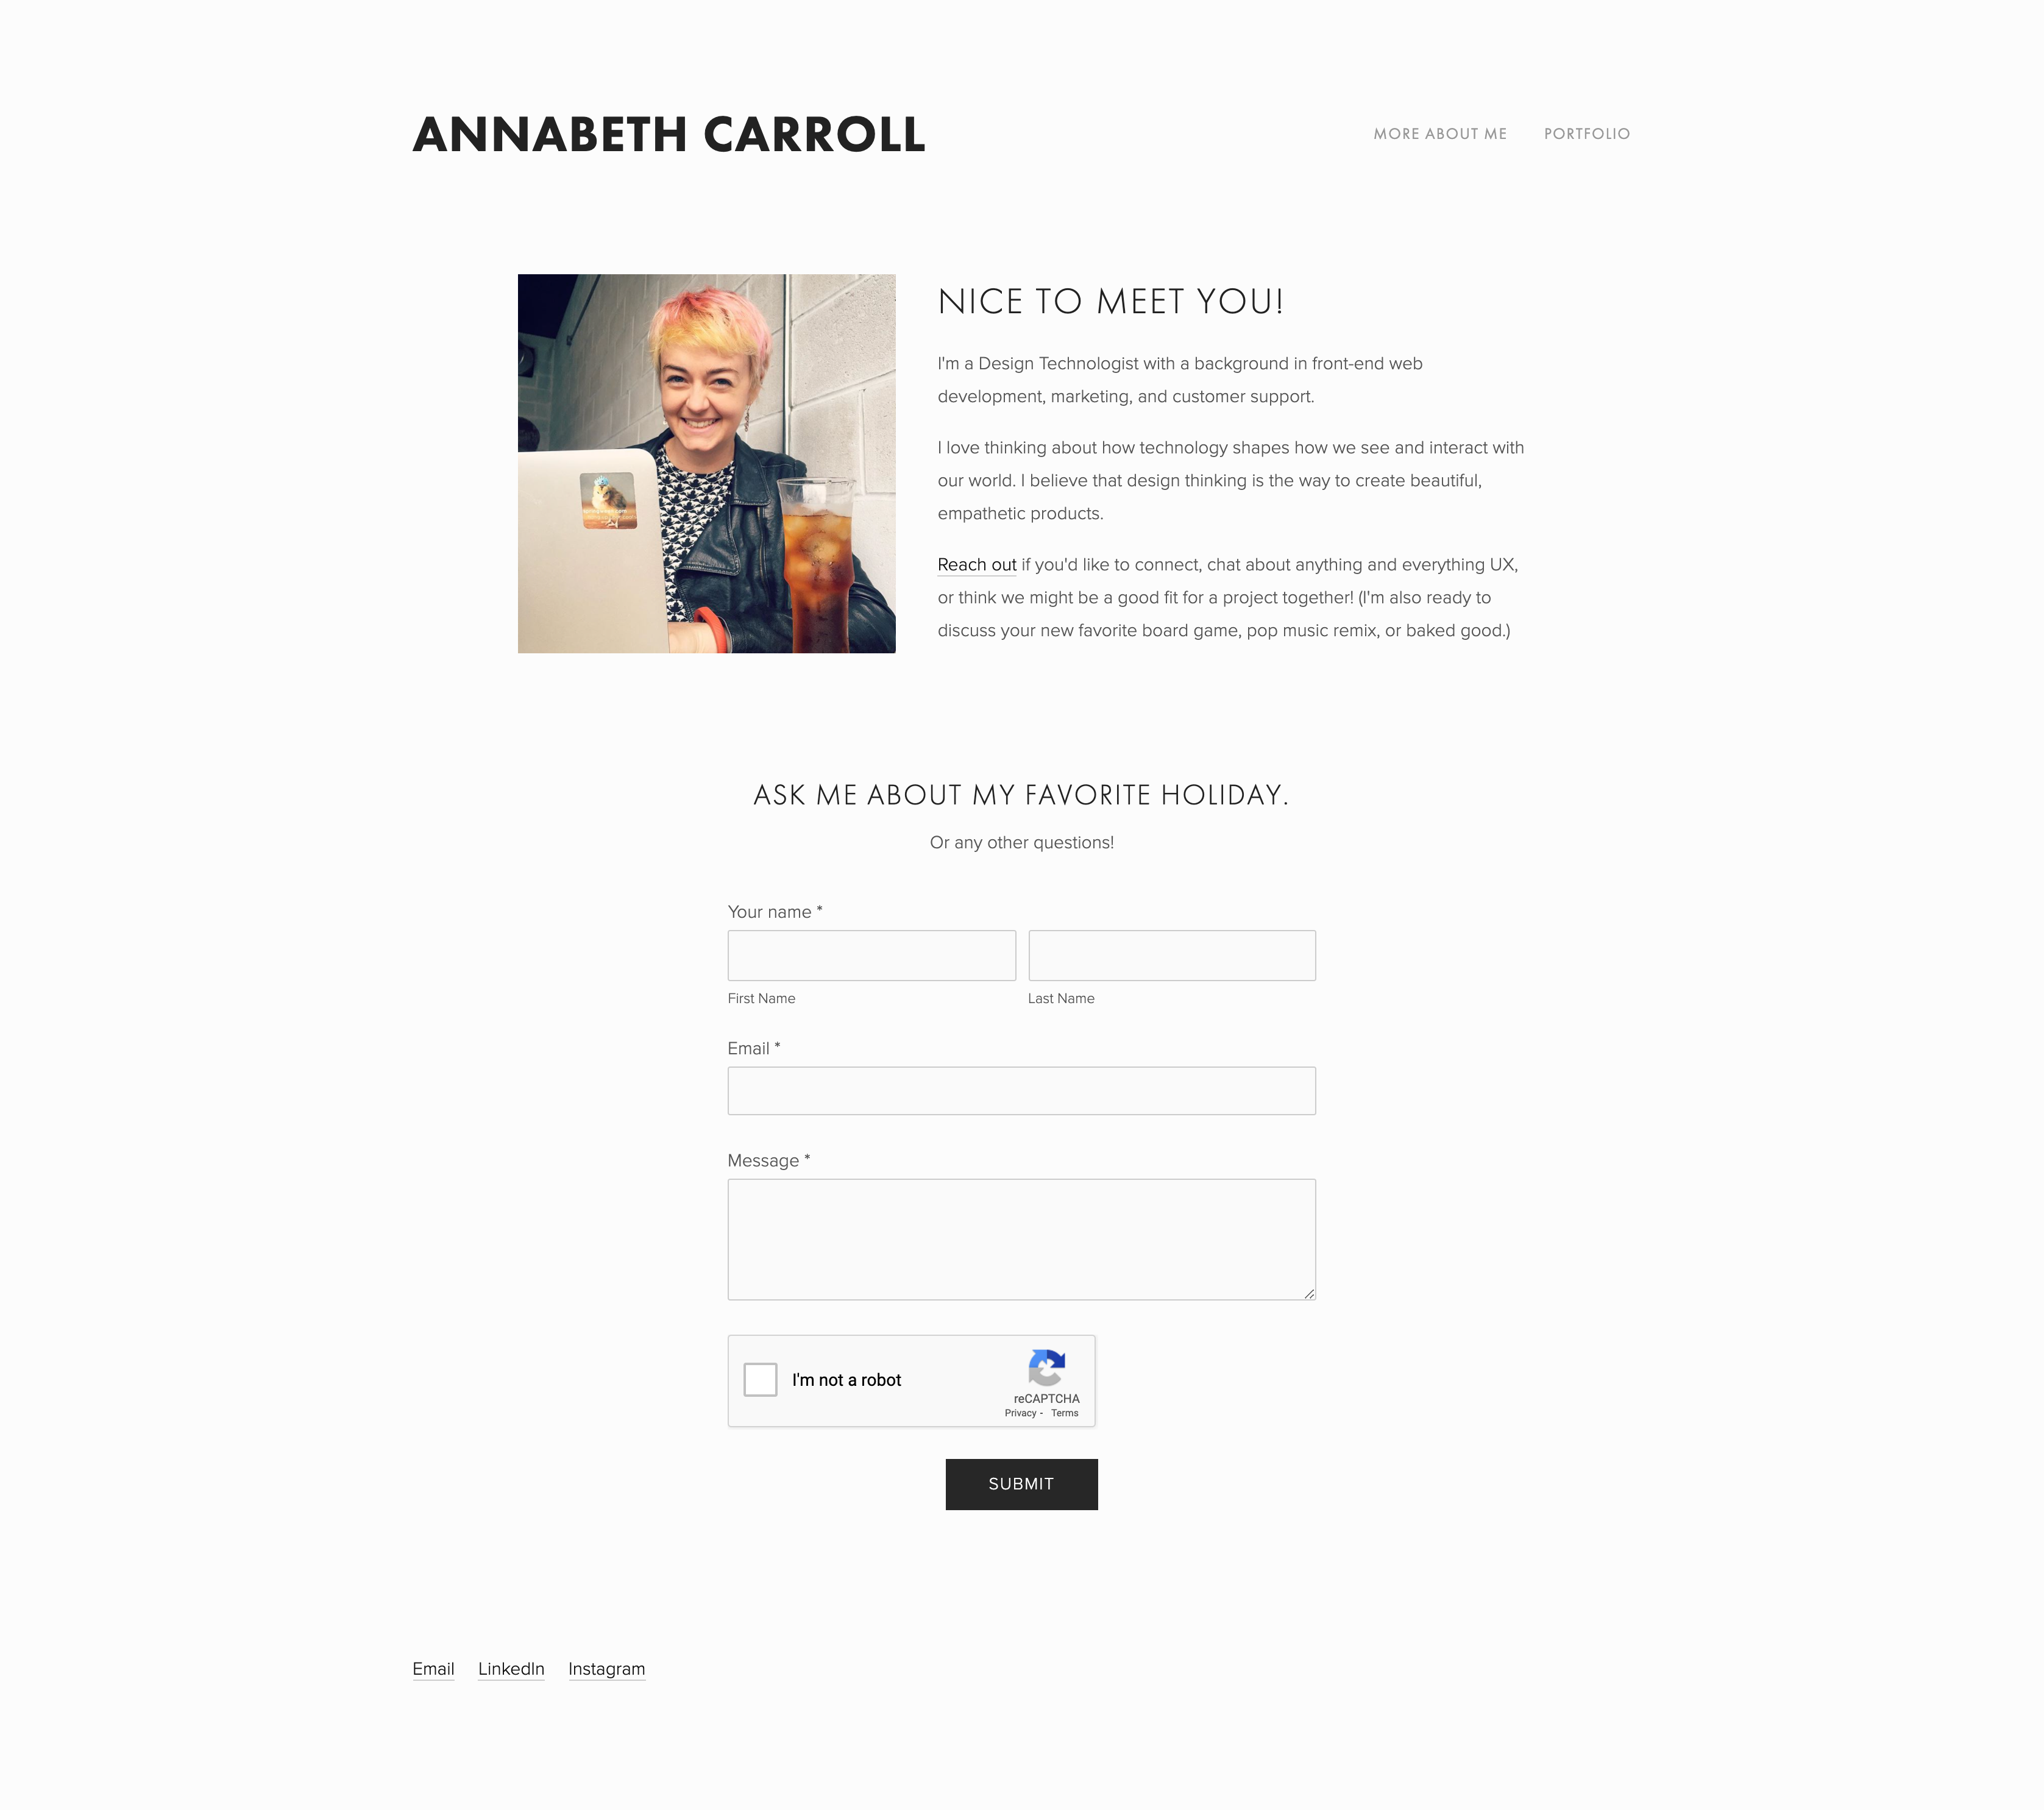 ANNABETH CARROLL
MORE ABOUT ME
PORTFOLIO
NICE TO MEET YOU!
I'm a Design Technologist with a background in front-end web
development, marketing, and customer support.
I love thinking about how technology shapes how we see and interact with
our world. I believe that design thinking is the way to create beautiful,
empathetic products.
Reach out if you'd like to connect, chat about anything and everything UX,
or think we might be a good fit for a project together! (I'm also ready to
discuss your new favorite board game, pop music remix, or baked good.)
ASK ME ABOUT MY FAVORITE HOLIDAY.
Or any other questions!
Your name *
First Name
Last Name
Email *
Message *
I'm not a robot
reCAPTCHA
Privacy - Terms
SUBMIT
Email
LinkedIn
Instagram